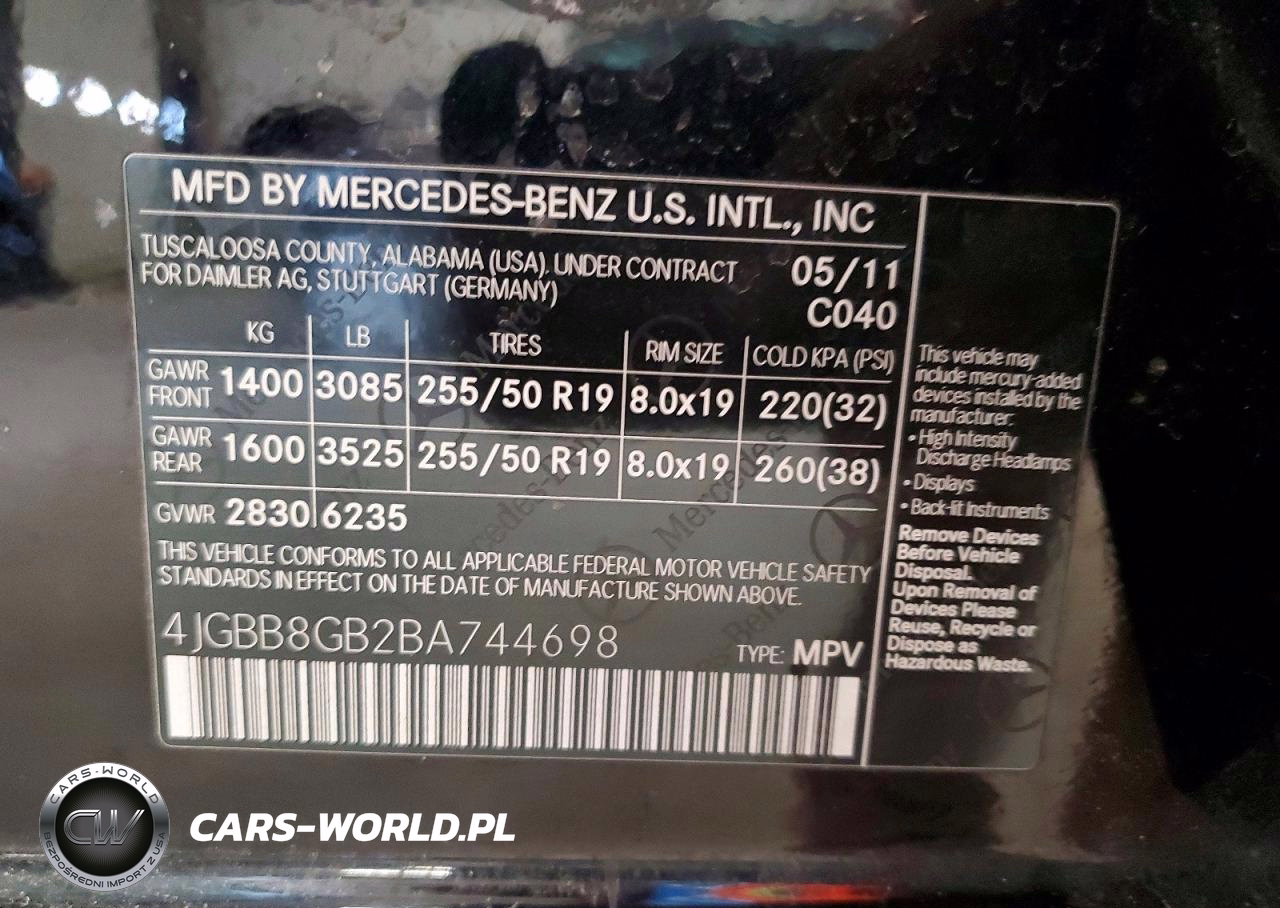 MFD BY MERCEDES-BENZ U.S. INTL., INC
TUSCALOOSA COUNTY, ALABAMA (USA), UNDER CONTRACT
FOR DAIMLER AG, STUTTGART (GERMANY)
05/11
C040
KG LB TIRES RIM SIZE COLD KPA (PSI)
GAWR FRONT 1400 3085 255/50 R19 8.0x19 220(32)
GAWR REAR 1600 3525 255/50 R19 8.0x19 260(38)
GVWR 2830 6235
THIS VEHICLE CONFORMS TO ALL APPLICABLE FEDERAL MOTOR VEHICLE SAFETY
STANDARDS IN EFFECT ON THE DATE OF MANUFACTURE SHOWN ABOVE.
4JGBB8GB2BA744698
TYPE: MPV
This vehicle may
include mercury-added
devices installed by the
manufacturer:
• High Intensity
Discharge Headlamps
• Displays
• Back-lit Instruments
Remove Devices
Before Vehicle
Disposal.
Upon Removal of
Devices Please
Reuse, Recycle or
Dispose as
Hazardous Waste.
CARS-WORLD
CW
BEZPOŚREDNI IMPORT Z USA
CARS-WORLD.PL